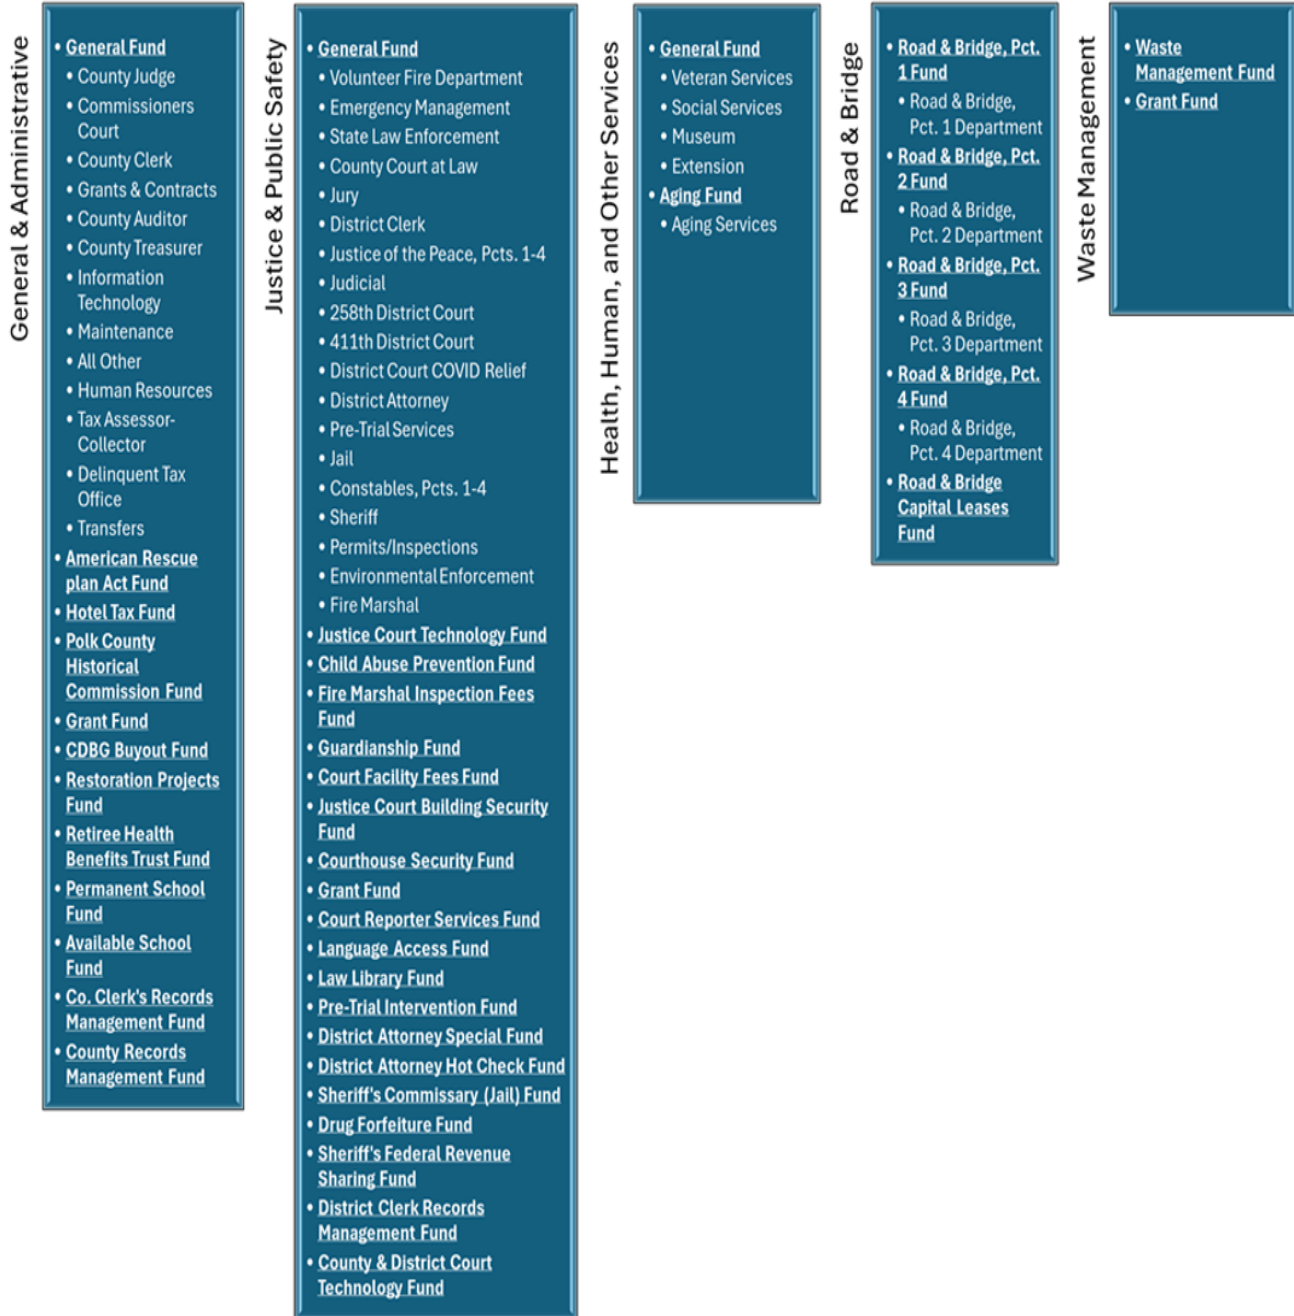 General & Administrative
• General Fund
• County Judge
• Commissioners
Court
• County Clerk
• Grants & Contracts
• County Auditor
• County Treasurer
• Information
Technology
• Maintenance
• All Other
• Human Resources
• Tax Assessor-
Collector
• Delinquent Tax
Office
• Transfers
• American Rescue
plan Act Fund
• Hotel Tax Fund
• Polk County
Historical
Commission Fund
• Grant Fund
• CDBG Buyout Fund
• Restoration Projects
Fund
• Retiree Health
Benefits Trust Fund
• Permanent School
Fund
• Available School
Fund
• Co. Clerk's Records
Management Fund
• County Records
Management Fund
Justice & Public Safety
• General Fund
• Volunteer Fire Department
• Emergency Management
• State Law Enforcement
• County Court at Law
• Jury
• District Clerk
• Justice of the Peace, Pcts. 1-4
• Judicial
• 258th District Court
• 411th District Court
• District Court COVID Relief
• District Attorney
• Pre-Trial Services
• Jail
• Constables, Pcts. 1-4
• Sheriff
• Permits/Inspections
• Environmental Enforcement
• Fire Marshal
• Justice Court Technology Fund
• Child Abuse Prevention Fund
• Fire Marshal Inspection Fees
Fund
• Guardianship Fund
• Court Facility Fees Fund
• Justice Court Building Security
Fund
• Courthouse Security Fund
• Grant Fund
• Court Reporter Services Fund
• Language Access Fund
• Law Library Fund
• Pre-Trial Intervention Fund
• District Attorney Special Fund
• District Attorney Hot Check Fund
• Sheriff's Commissary (Jail) Fund
• Drug Forfeiture Fund
• Sheriff's Federal Revenue
Sharing Fund
• District Clerk Records
Management Fund
• County & District Court
Technology Fund
Health, Human, and Other Services
• General Fund
• Veteran Services
• Social Services
• Museum
• Extension
• Aging Fund
• Aging Services
Road & Bridge
• Road & Bridge, Pct.
1 Fund
• Road & Bridge,
Pct. 1 Department
• Road & Bridge, Pct.
2 Fund
• Road & Bridge,
Pct. 2 Department
• Road & Bridge, Pct.
3 Fund
• Road & Bridge,
Pct. 3 Department
• Road & Bridge, Pct.
4 Fund
• Road & Bridge,
Pct. 4 Department
• Road & Bridge
Capital Leases
Fund
Waste Management
• Waste
Management Fund
• Grant Fund